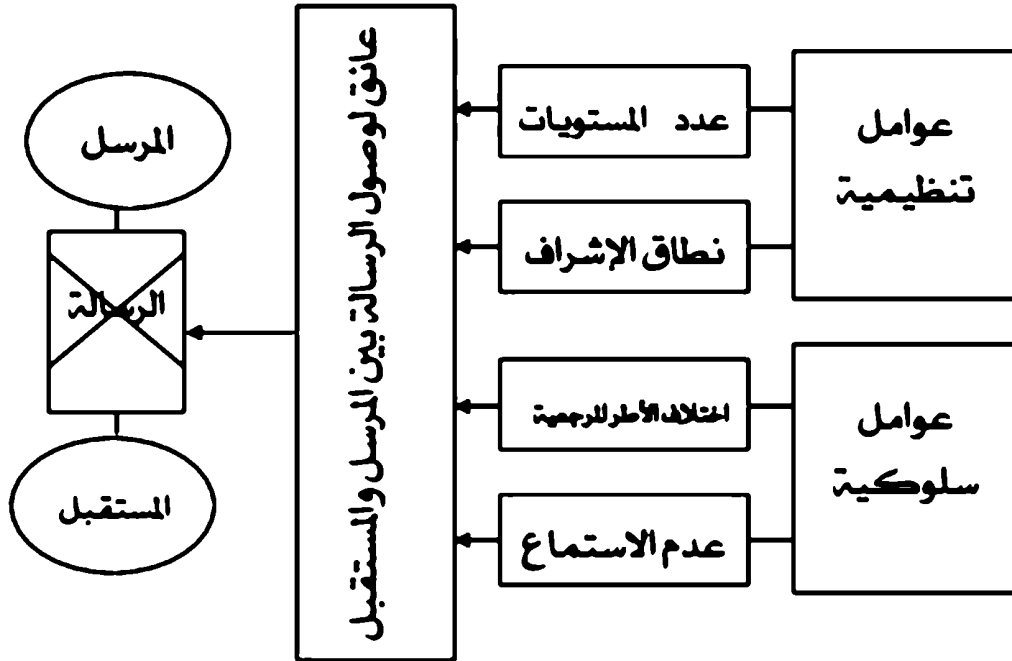 عوامل
تنظيمية
عدد المستويات
نطاق الإشراف
عوامل
سلوكية
اختلاف الأطر المرجعية
عدم الاستماع
عائق لوصول الرسالة بين المرسل والمستقبل
المرسل
الرسالة
المستقبل